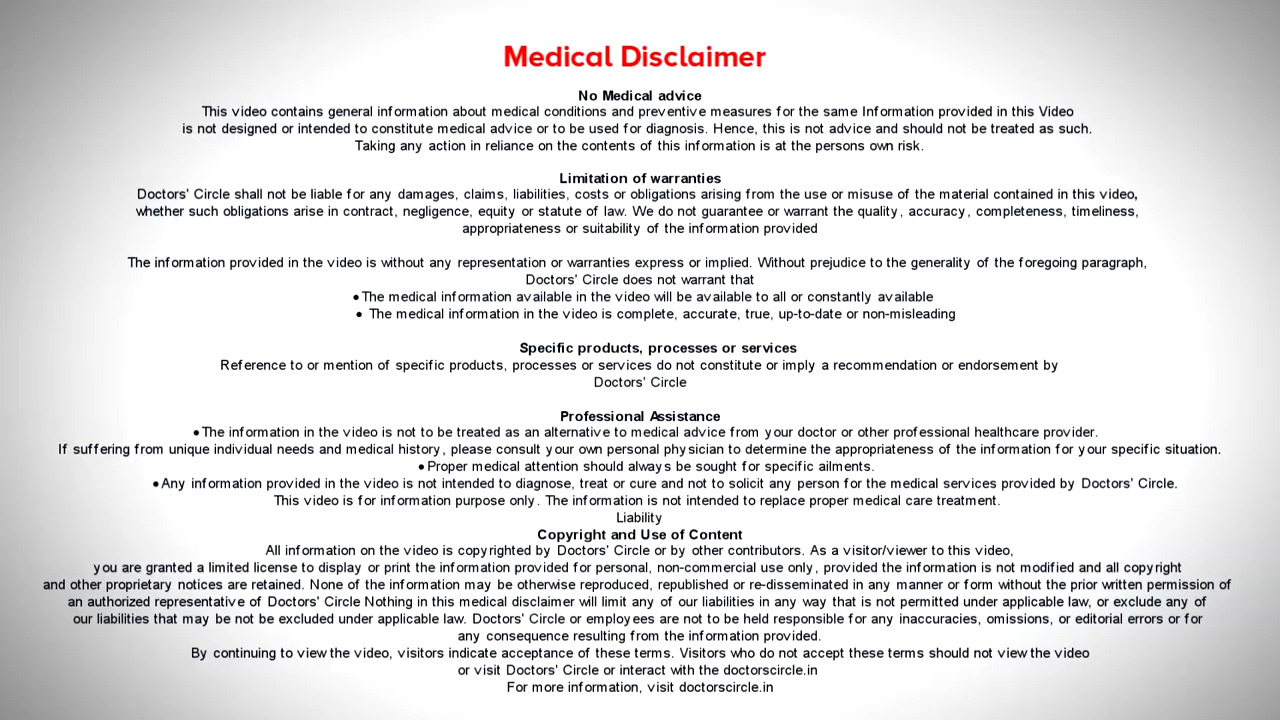 Medical Disclaimer
No Medical advice
This video contains general information about medical conditions and preventive measures for the same Information provided in this Video
is not designed or intended to constitute medical advice or to be used for diagnosis. Hence, this is not advice and should not be treated as such.
Taking any action in reliance on the contents of this information is at the persons own risk.
Limitation of warranties
Doctors' Circle shall not be liable for any damages, claims, liabilities, costs or obligations arising from the use or misuse of the material contained in this video,
whether such obligations arise in contract, negligence, equity or statute of law. We do not guarantee or warrant the quality, accuracy, completeness, timeliness,
appropriateness or suitability of the information provided
The information provided in the video is without any representation or warranties express or implied. Without prejudice to the generality of the foregoing paragraph,
Doctors' Circle does not warrant that
• The medical information available in the video will be available to all or constantly available
• The medical information in the video is complete, accurate, true, up-to-date or non-misleading
Specific products, processes or services
Reference to or mention of specific products, processes or services do not constitute or imply a recommendation or endorsement by
Doctors' Circle
Professional Assistance
• The information in the video is not to be treated as an alternative to medical advice from your doctor or other professional healthcare provider.
If suffering from unique individual needs and medical history, please consult your own personal physician to determine the appropriateness of the information for your specific situation.
• Proper medical attention should always be sought for specific ailments.
• Any information provided in the video is not intended to diagnose, treat or cure and not to solicit any person for the medical services provided by Doctors' Circle.
This video is for information purpose only. The information is not intended to replace proper medical care treatment.
Liability
Copyright and Use of Content
All information on the video is copyrighted by Doctors' Circle or by other contributors. As a visitor/viewer to this video,
you are granted a limited license to display or print the information provided for personal, non-commercial use only, provided the information is not modified and all copyright
and other proprietary notices are retained. None of the information may be otherwise reproduced, republished or re-disseminated in any manner or form without the prior written permission of
an authorized representative of Doctors' Circle Nothing in this medical disclaimer will limit any of our liabilities in any way that is not permitted under applicable law, or exclude any of
our liabilities that may be not be excluded under applicable law. Doctors' Circle or employees are not to be held responsible for any inaccuracies, omissions, or editorial errors or for
any consequence resulting from the information provided.
By continuing to view the video, visitors indicate acceptance of these terms. Visitors who do not accept these terms should not view the video
or visit Doctors' Circle or interact with the doctorscircle.in
For more information, visit doctorscircle.in